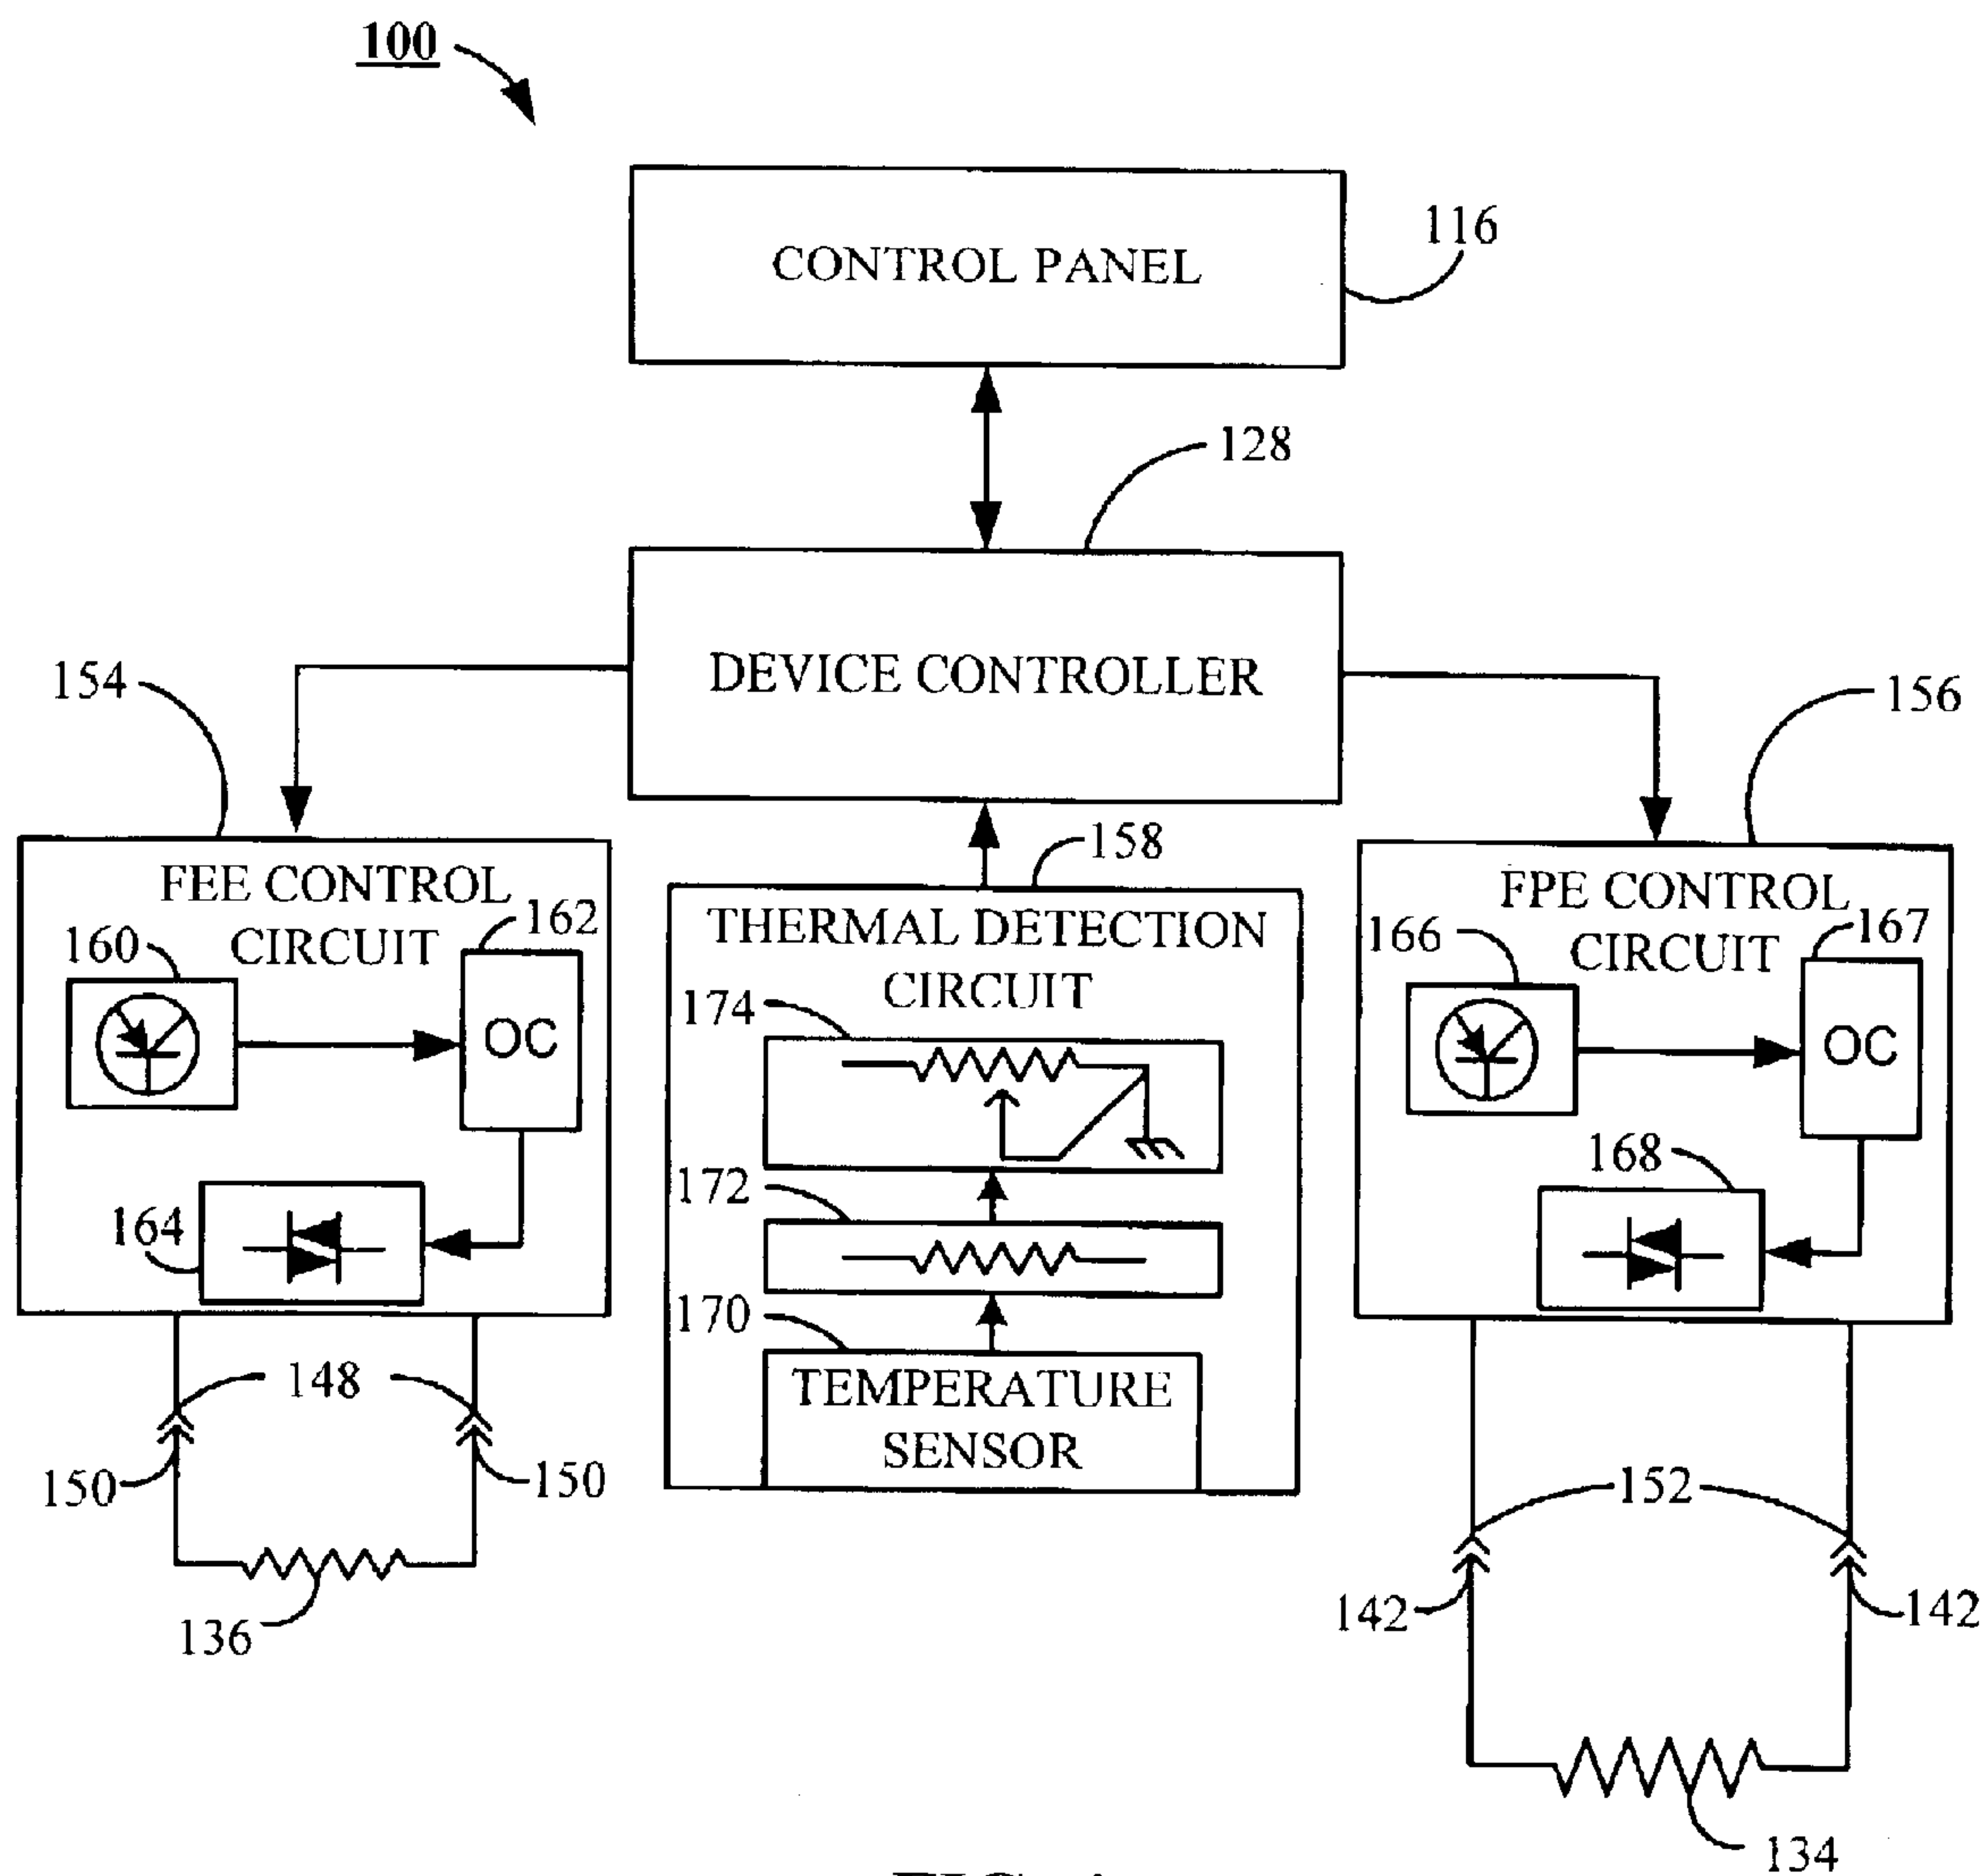 100
CONTROL PANEL
116
128
DEVICE CONTROLLER
154
156
158
FEE CONTROL
CIRCUIT
160
162
OC
164
THERMAL DETECTION
CIRCUIT
174
172
170
TEMPERATURE
SENSOR
FPE CONTROL
CIRCUIT
166
167
OC
168
148
150
150
136
152
142
142
134